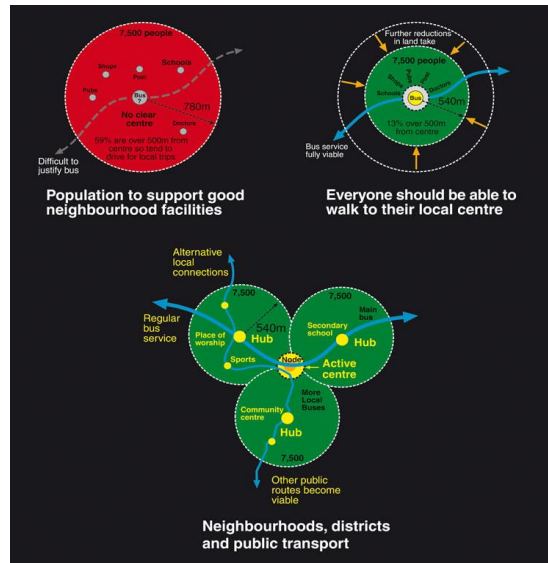 7,500 people
Shops
Pool
Schools
Pubs
Bus
?
780m
No clear
centre
Doctors
59% are over 500m from
centre so tend to
drive for local trips
Difficult to
justify bus
Population to support good
neighbourhood facilities
Further reductions
in land take
7,500 people
Shops
Pubs
Pool
Schools
Doctors
Bus
540m
13% over 500m
from centre
Bus service
fully viable
Everyone should be able to
walk to their local centre
Alternative
local
connections
7,500
7,500
Regular
bus
service
540m
Main
bus
Place of
worship
Hub
Secondary
school
Hub
Sports
Node
Active
centre
More
Local
Buses
Community
centre
Hub
7,500
Other public
routes become
viable
Neighbourhoods, districts
and public transport